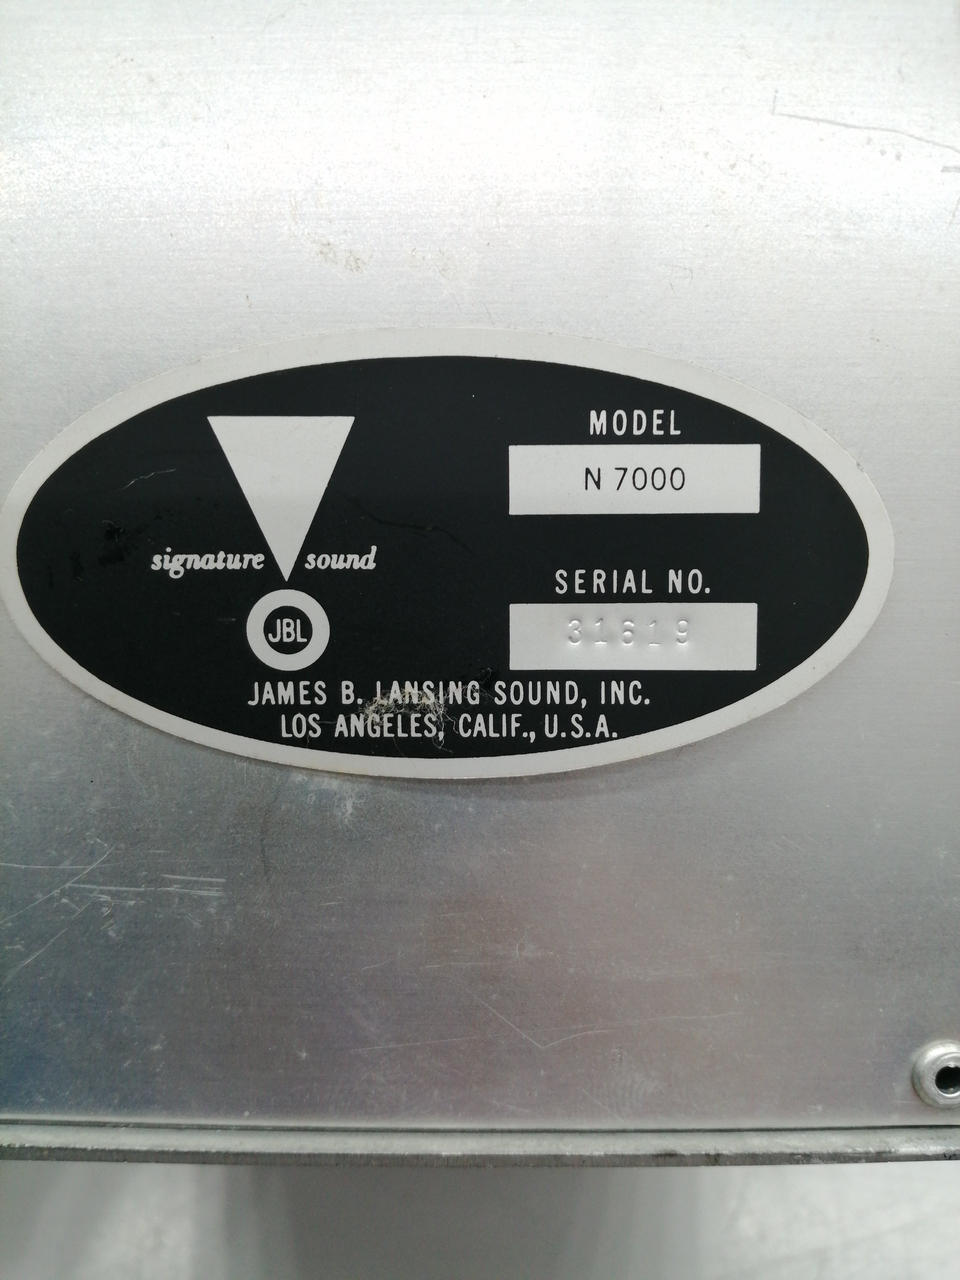 MODEL
N 7000
signature sound
SERIAL NO.
31619
JBL
JAMES B. LANSING SOUND, INC.
LOS ANGELES, CALIF., U.S.A.